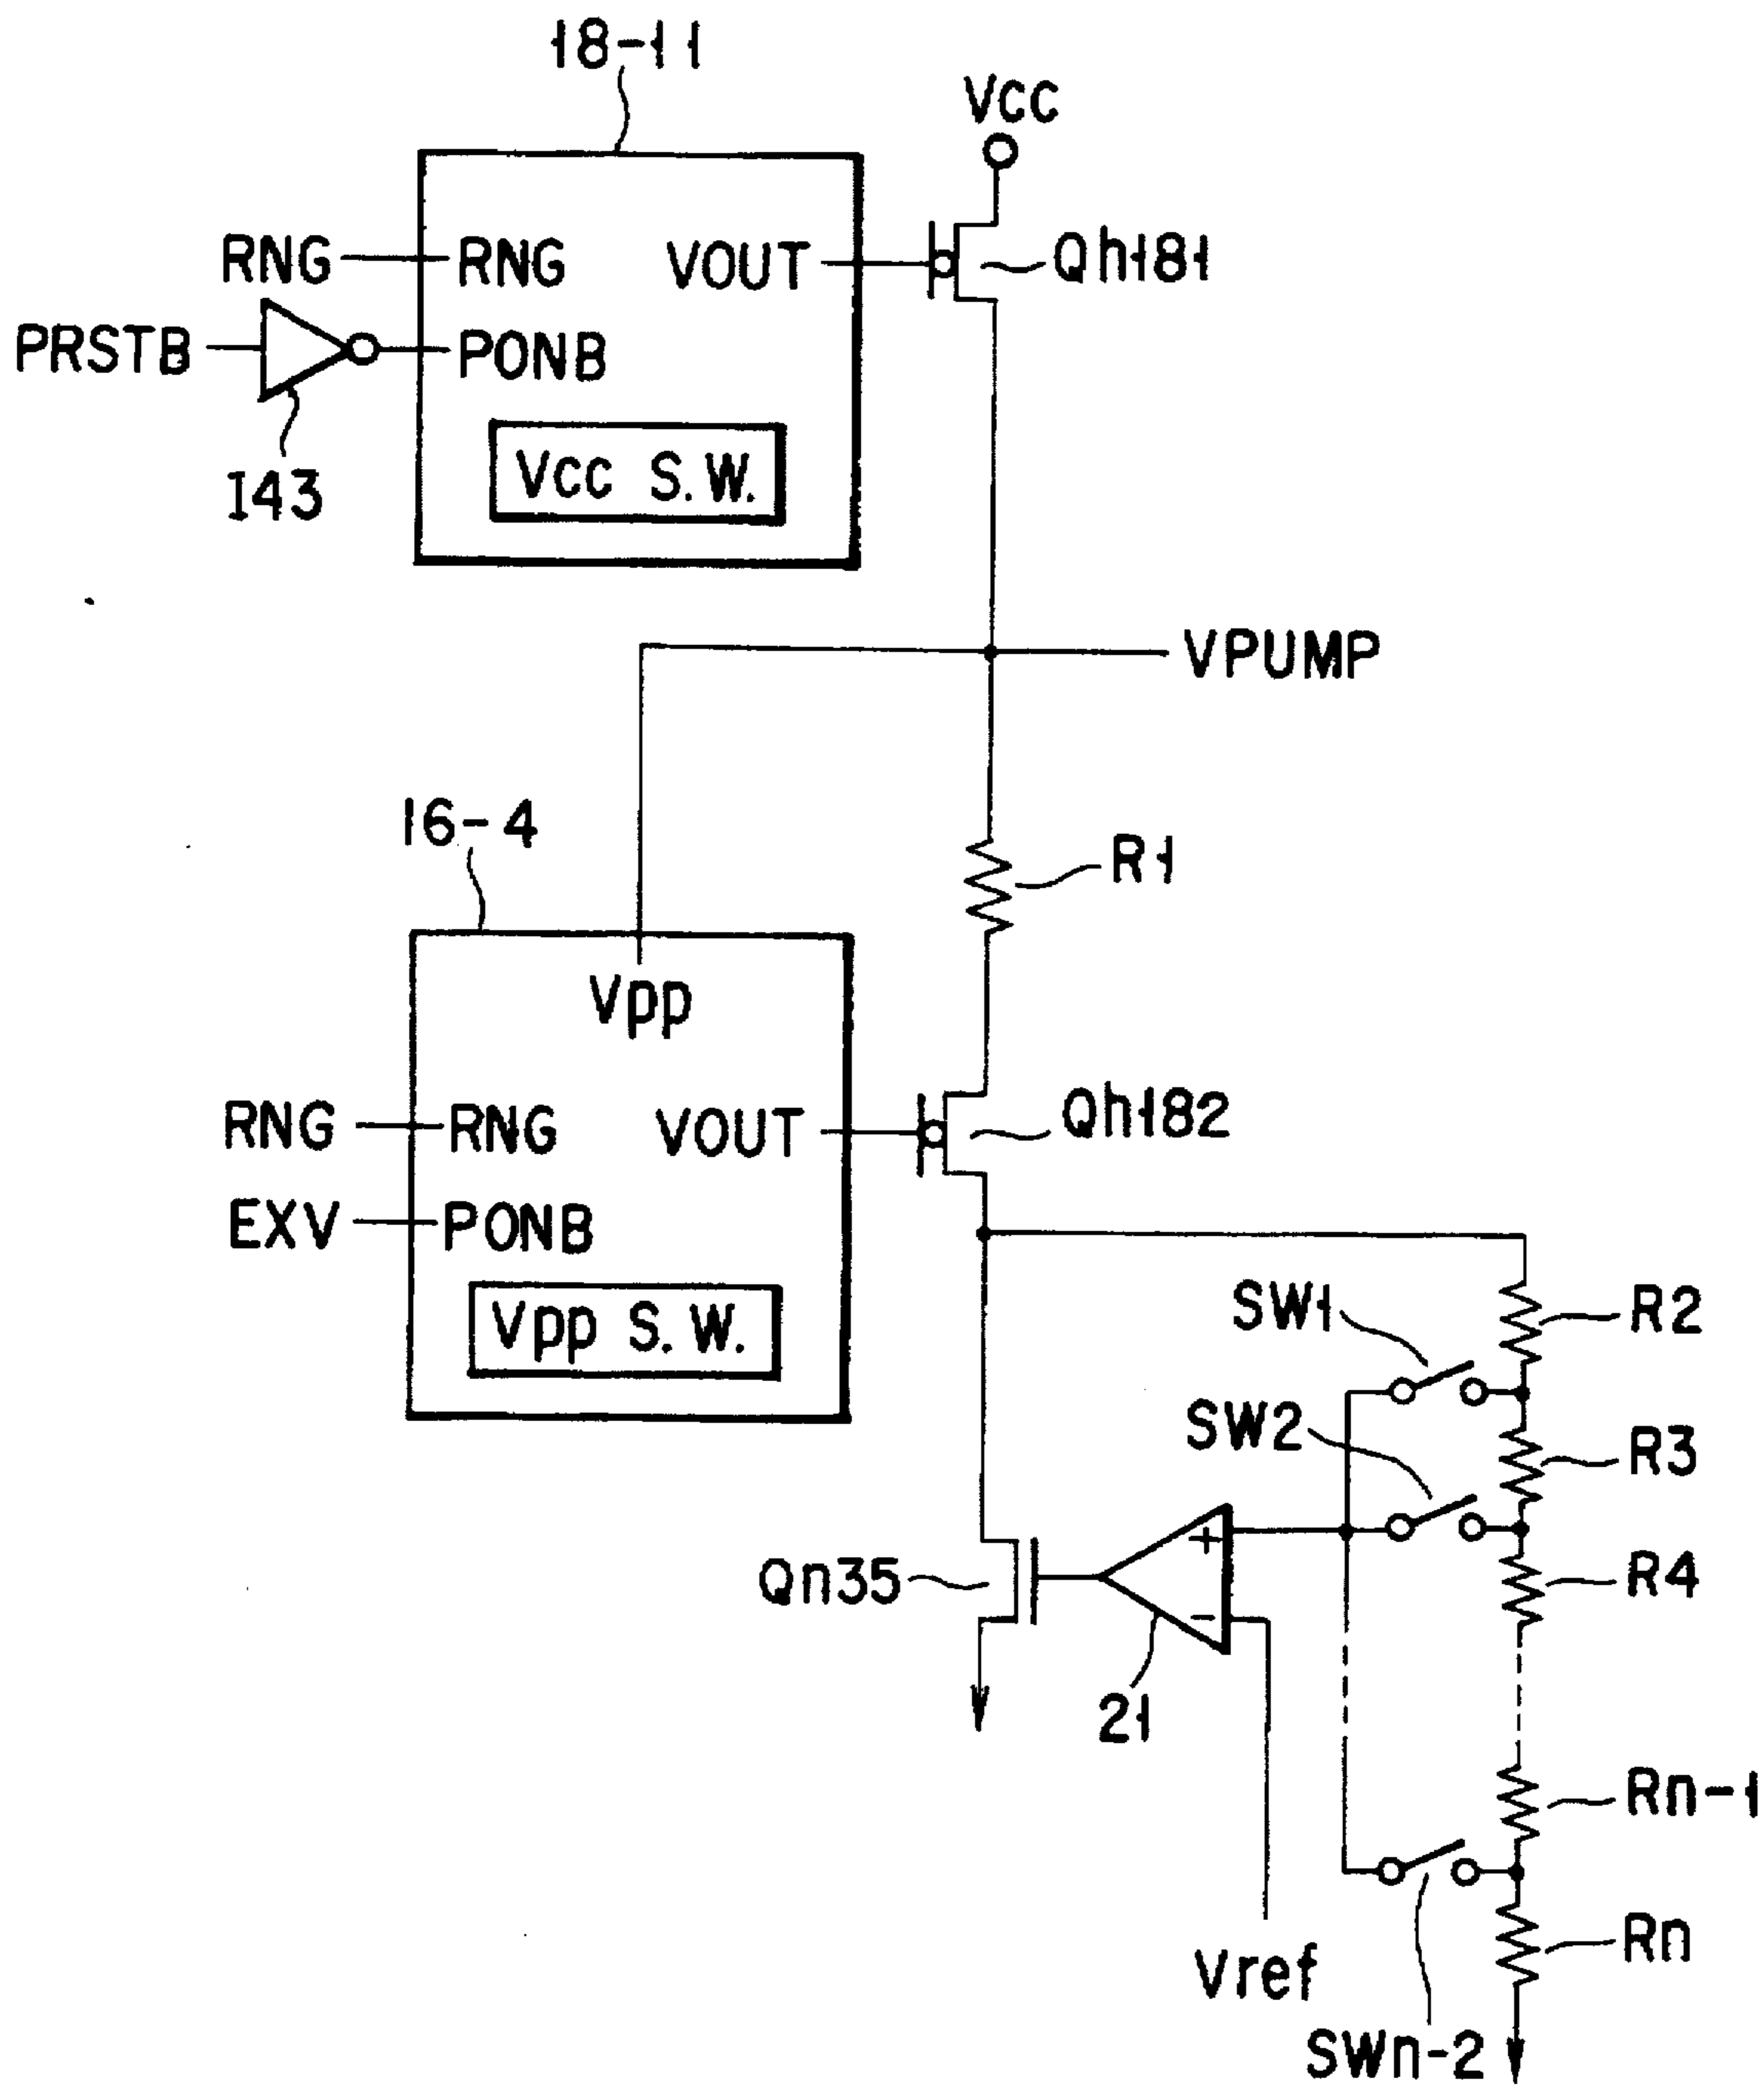 18-11
Vcc
RNG
RNG
VOUT
Qh181
PRSTB
PONB
I43
Vcc S.W.
VPUMP
16-4
R1
Vpp
RNG
RNG
VOUT
Qh182
EXV
PONB
Vpp S.W.
SW1
R2
SW2
R3
+
Qn35
R4
-
21
Rn-1
Vref
Rn
SWn-2